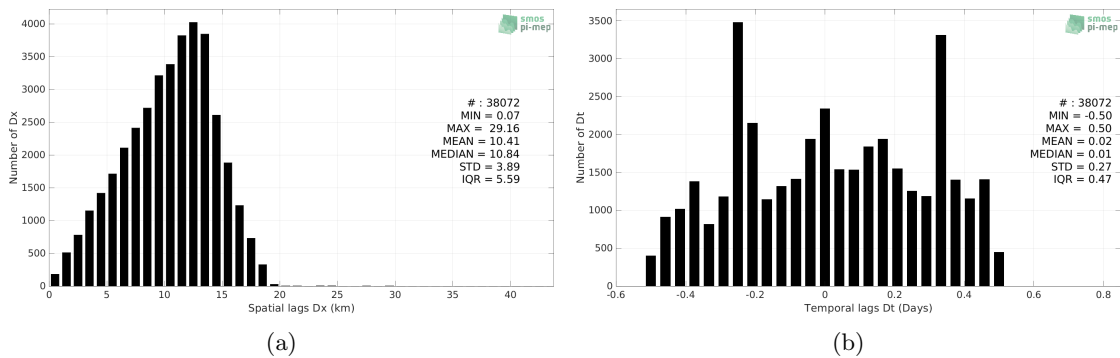 4000
3500
3000
2500
2000
1500
1000
500
0
Number of Dx
smos
pi-mep
# : 38072
MIN = 0.07
MAX = 29.16
MEAN = 10.41
MEDIAN = 10.84
STD = 3.89
IQR = 5.59
0 5 10 15 20 25 30 35 40
Spatial lags Dx (km)
(a)
3500
3000
2500
2000
1500
1000
500
0
Number of Dt
smos
pi-mep
# : 38072
MIN = -0.50
MAX = 0.50
MEAN = 0.02
MEDIAN = 0.01
STD = 0.27
IQR = 0.47
-0.6 -0.4 -0.2 0 0.2 0.4 0.6 0.8
Temporal lags Dt (Days)
(b)